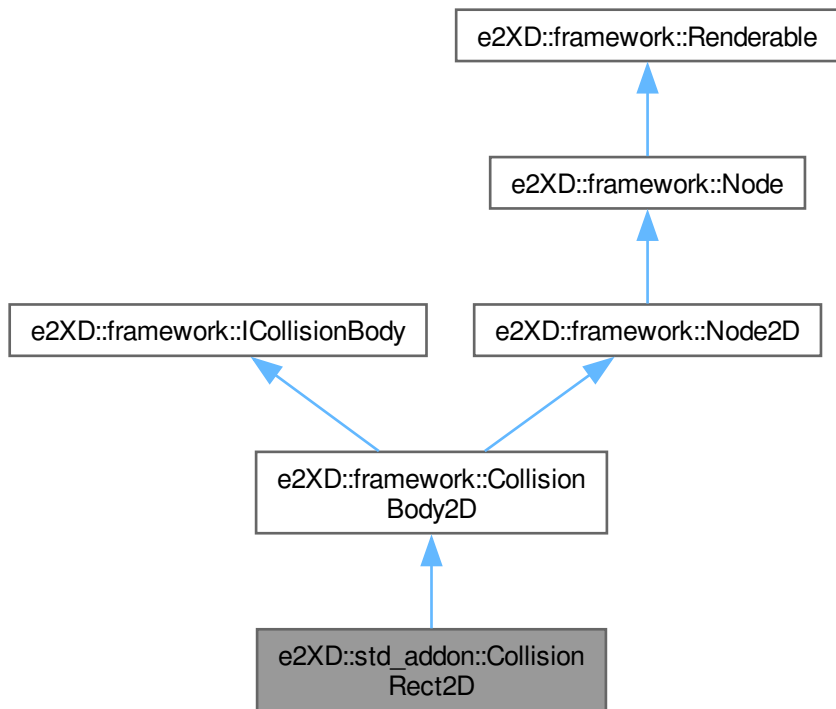 e2XD::framework::Renderable
e2XD::framework::Node
e2XD::framework::ICollisionBody
e2XD::framework::Node2D
e2XD::framework::Collision
Body2D
e2XD::std_addon::Collision
Rect2D